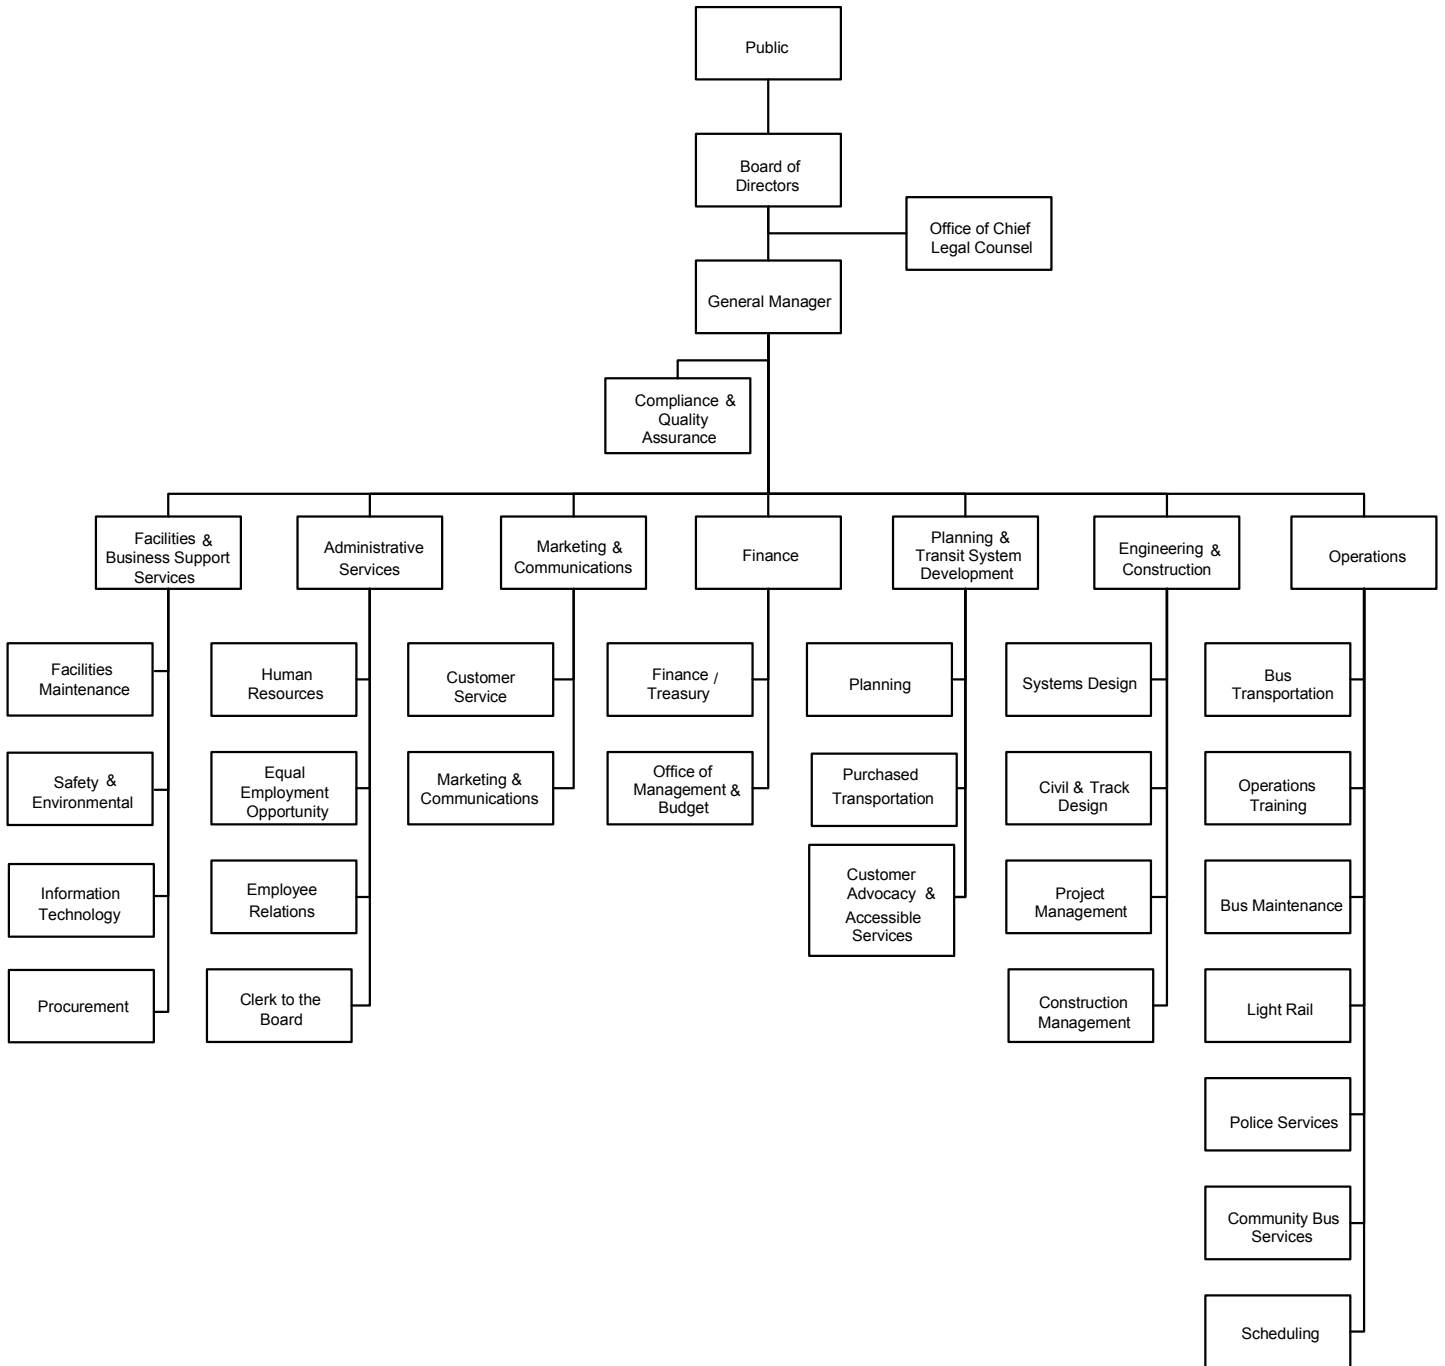 Public
Board of
Directors
Office of Chief
Legal Counsel
General Manager
Compliance &
Quality
Assurance
Facilities &
Business Support
Services
Administrative
Services
Marketing &
Communications
Finance
Planning &
Transit System
Development
Engineering &
Construction
Operations
Facilities
Maintenance
Human
Resources
Customer
Service
Finance /
Treasury
Planning
Systems Design
Bus
Transportation
Safety &
Environmental
Equal
Employment
Opportunity
Marketing &
Communications
Office of
Management &
Budget
Purchased
Transportation
Civil & Track
Design
Operations
Training
Information
Technology
Employee
Relations
Customer
Advocacy &
Accessible
Services
Project
Management
Bus Maintenance
Procurement
Clerk to the
Board
Construction
Management
Light Rail
Police Services
Community Bus
Services
Scheduling